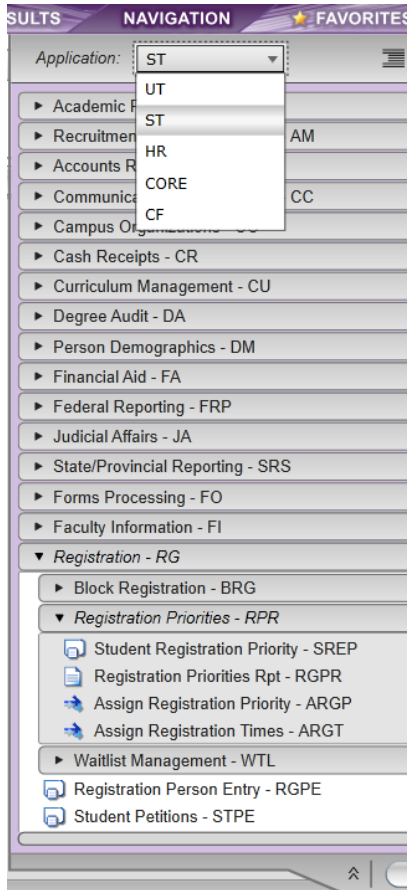 SULTS NAVIGATION FAVORITES
Application: ST
UT
Academic
ST
Recruitmen AM
HR
Accounts R
CORE
Communica CC
CF
Campus
Cash Receipts - CR
Curriculum Management - CU
Degree Audit - DA
Person Demographics - DM
Financial Aid - FA
Federal Reporting - FRP
Judicial Affairs - JA
State/Provincial Reporting - SRS
Forms Processing - FO
Faculty Information - FI
Registration - RG
Block Registration - BRG
Registration Priorities - RPR
Student Registration Priority - SREP
Registration Priorities Rpt - RGPR
Assign Registration Priority - ARGP
Assign Registration Times - ARGT
Waitlist Management - WTL
Registration Person Entry - RGPE
Student Petitions - STPE